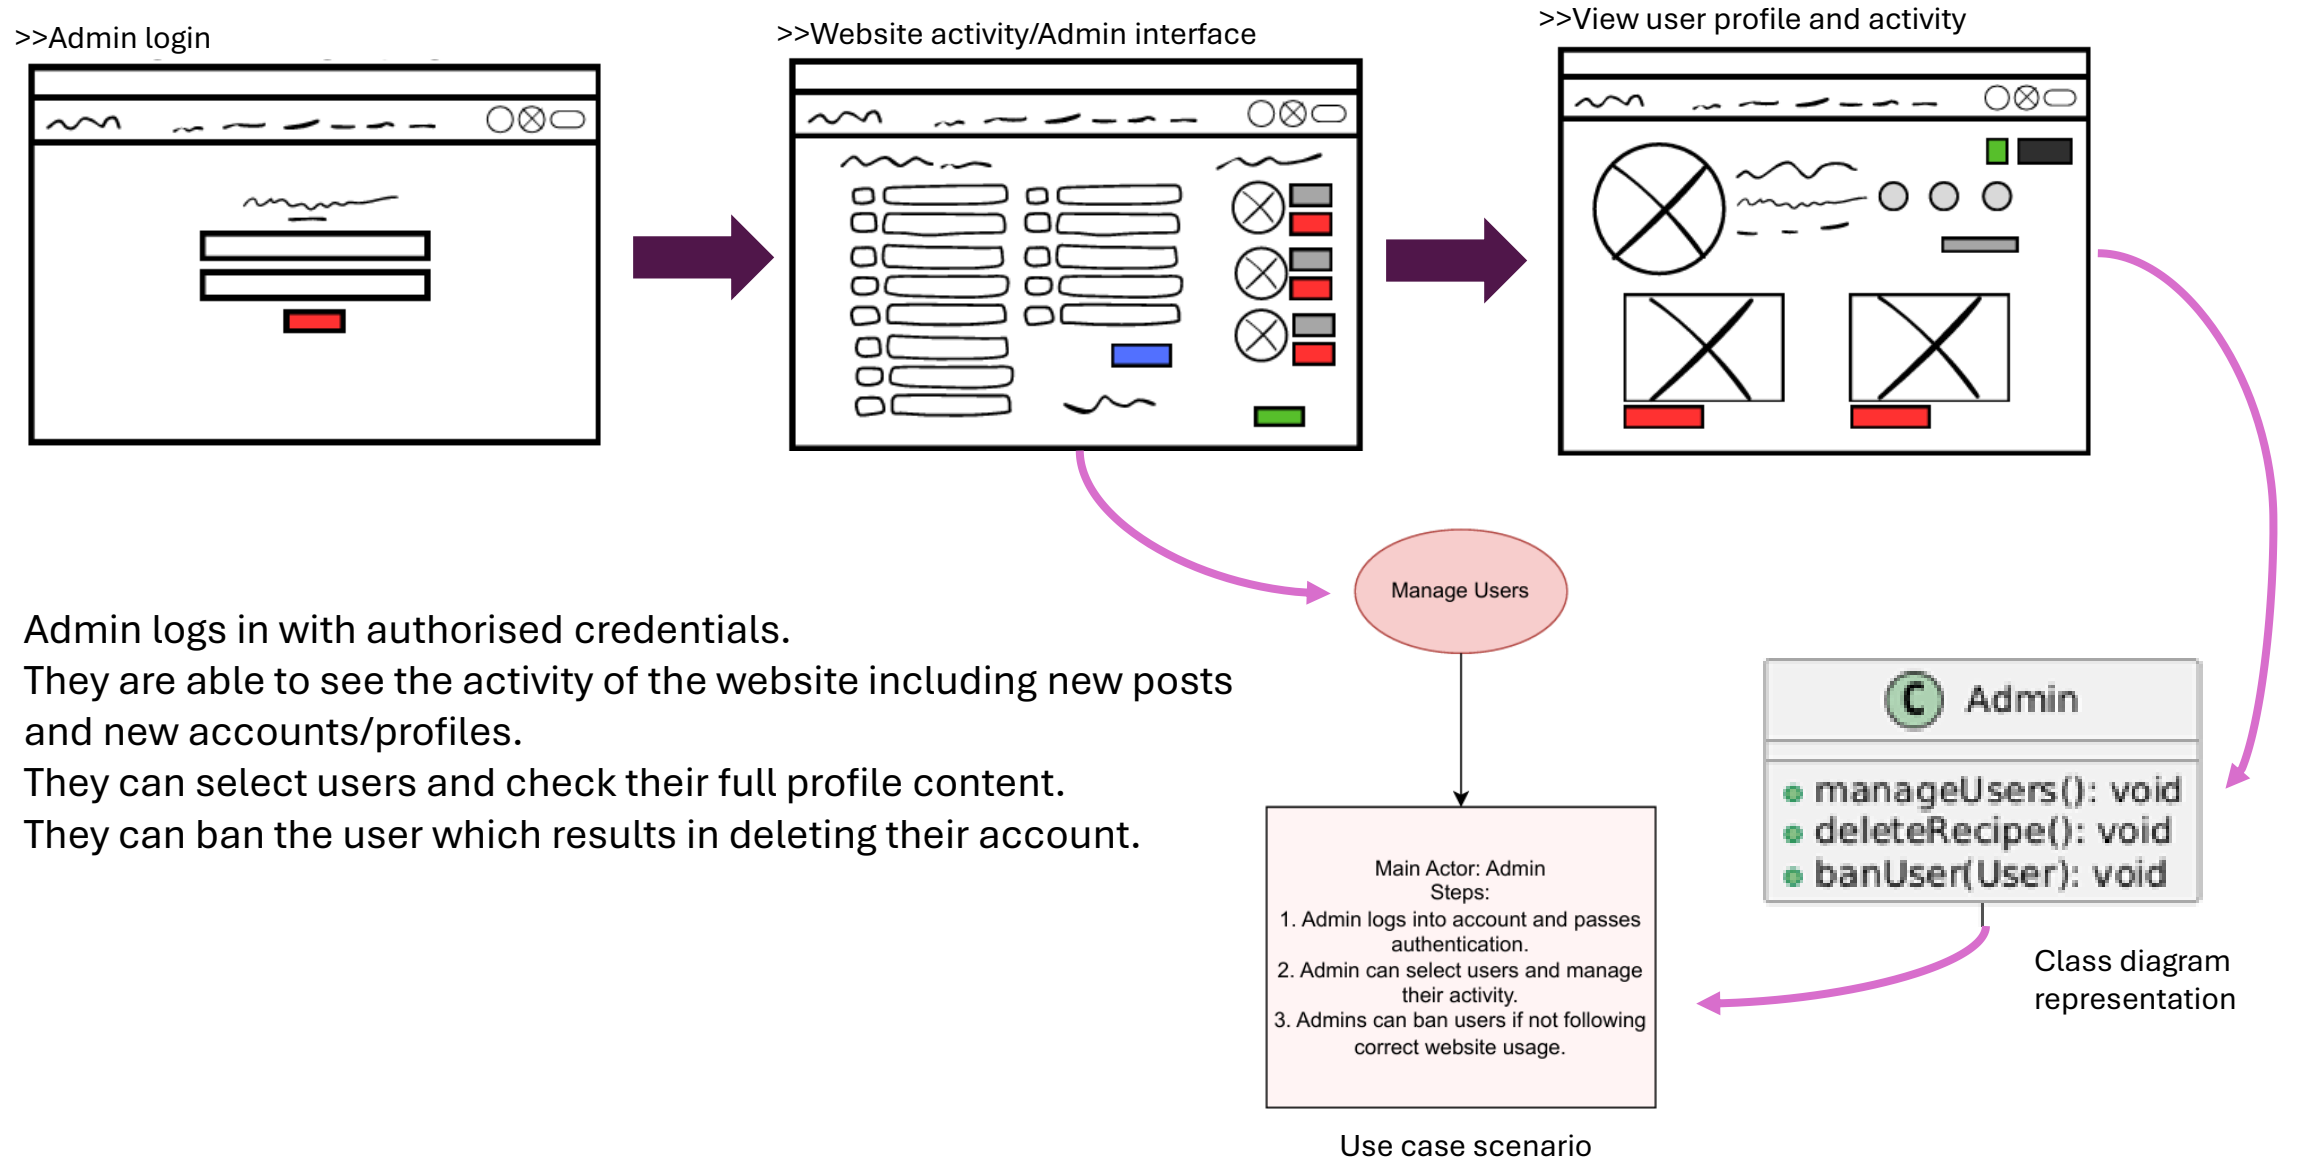 >>Admin login
>>Website activity/Admin interface
>>View user profile and activity
Manage Users
Admin logs in with authorised credentials.
They are able to see the activity of the website including new posts
and new accounts/profiles.
They can select users and check their full profile content.
They can ban the user which results in deleting their account.
C Admin
manageUsers(): void
deleteRecipe(): void
banUser(User): void
Main Actor: Admin
Steps:
1. Admin logs into account and passes
authentication.
2. Admin can select users and manage
their activity.
3. Admins can ban users if not following
correct website usage.
Class diagram
representation
Use case scenario